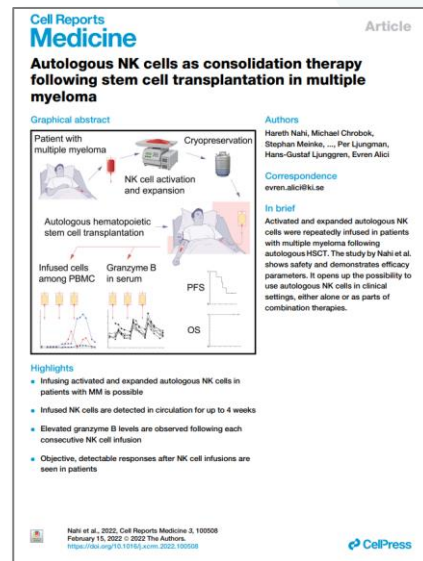 Cell Reports
Medicine
Article
Autologous NK cells as consolidation therapy
following stem cell transplantation in multiple
myeloma
Graphical abstract
Patient with
multiple myeloma
Cryopreservation
NK cell activation
and expansion
Autologous hematopoietic
stem cell transplantation
Infused cells
among PBMC
Granzyme B
in serum
PFS
OS
Highlights
• Infusing activated and expanded autologous NK cells in
patients with MM is possible
• Infused NK cells are detected in circulation for up to 4 weeks
• Elevated granzyme B levels are observed following each
consecutive NK cell infusion
• Objective, detectable responses after NK cell infusions are
seen in patients
Authors
Hareth Nahi, Michael Chrobok,
Stephan Meinke, ..., Per Ljungman,
Hans-Gustaf Ljunggren, Evren Alici
Correspondence
evren.alici@ki.se
In brief
Activated and expanded autologous NK
cells were repeatedly infused in patients
with multiple myeloma following
autologous HSCT. The study by Nahi et al.
shows safety and demonstrates efficacy
parameters. It opens up the possibility to
use autologous NK cells in clinical
settings, either alone or as parts of
combination therapies.
Nahi et al., 2022, Cell Reports Medicine 3, 100508
February 15, 2022 © 2022 The Authors.
https://doi.org/10.1016/j.xcrm.2022.100508
CelPress